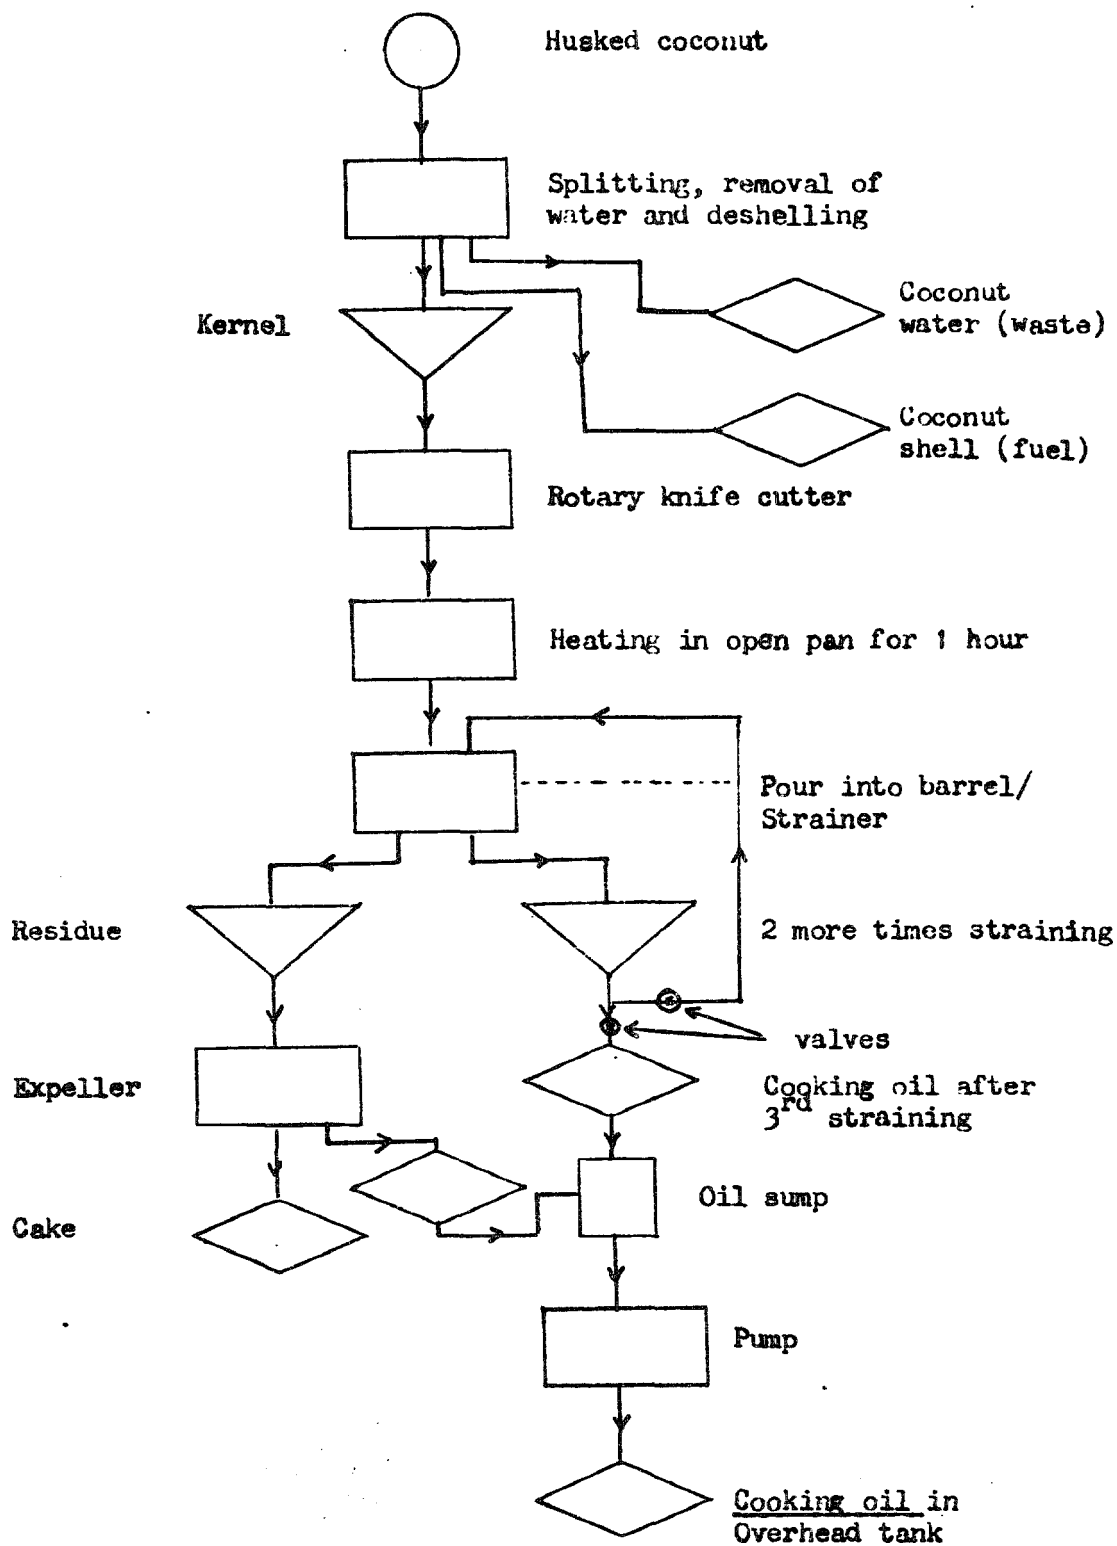 Husked coconut
Splitting, removal of
water and deshelling
Coconut
water (waste)
Kernel
Coconut
shell (fuel)
Rotary knife cutter
Heating in open pan for 1 hour
Pour into barrel/
Strainer
Residue
2 more times straining
valves
Expeller
Cooking oil after
3rd straining
Oil sump
Cake
Pump
Cooking oil in
Overhead tank